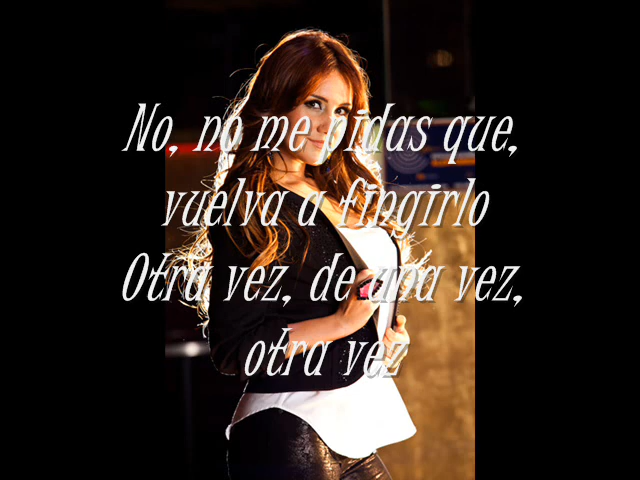 No, no me pidas que,
vuelva a fingirlo
Otra vez, de una vez,
otra vez